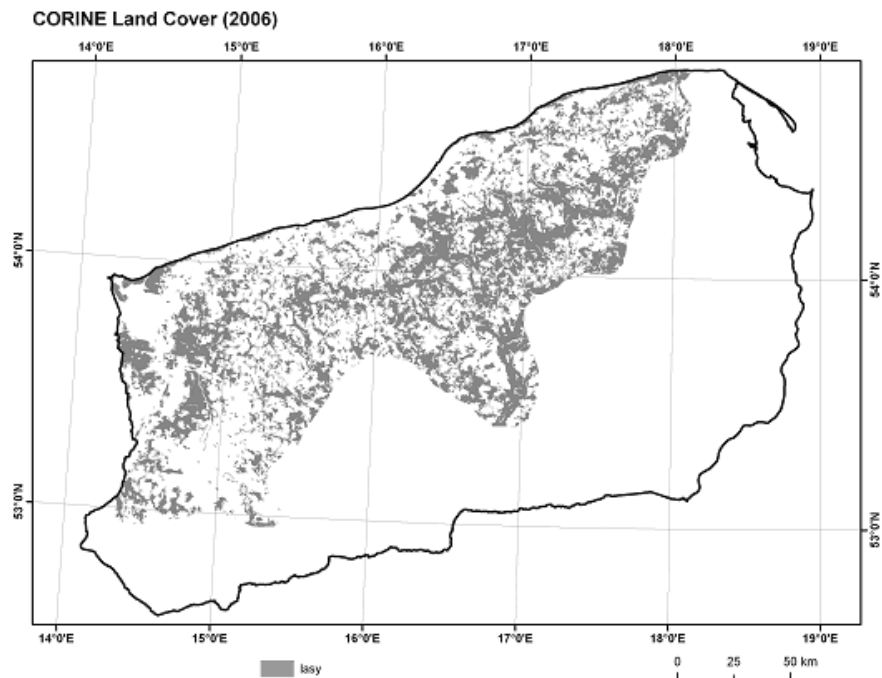 CORINE Land Cover (2006)
14°0'E 15°0'E 16°0'E 17°0'E 18°0'E 19°0'E
54°0'N 54°0'N
53°0'N 53°0'N
14°0'E 15°0'E 16°0'E 17°0'E 18°0'E 19°0'E
lasy 0 25 50 km